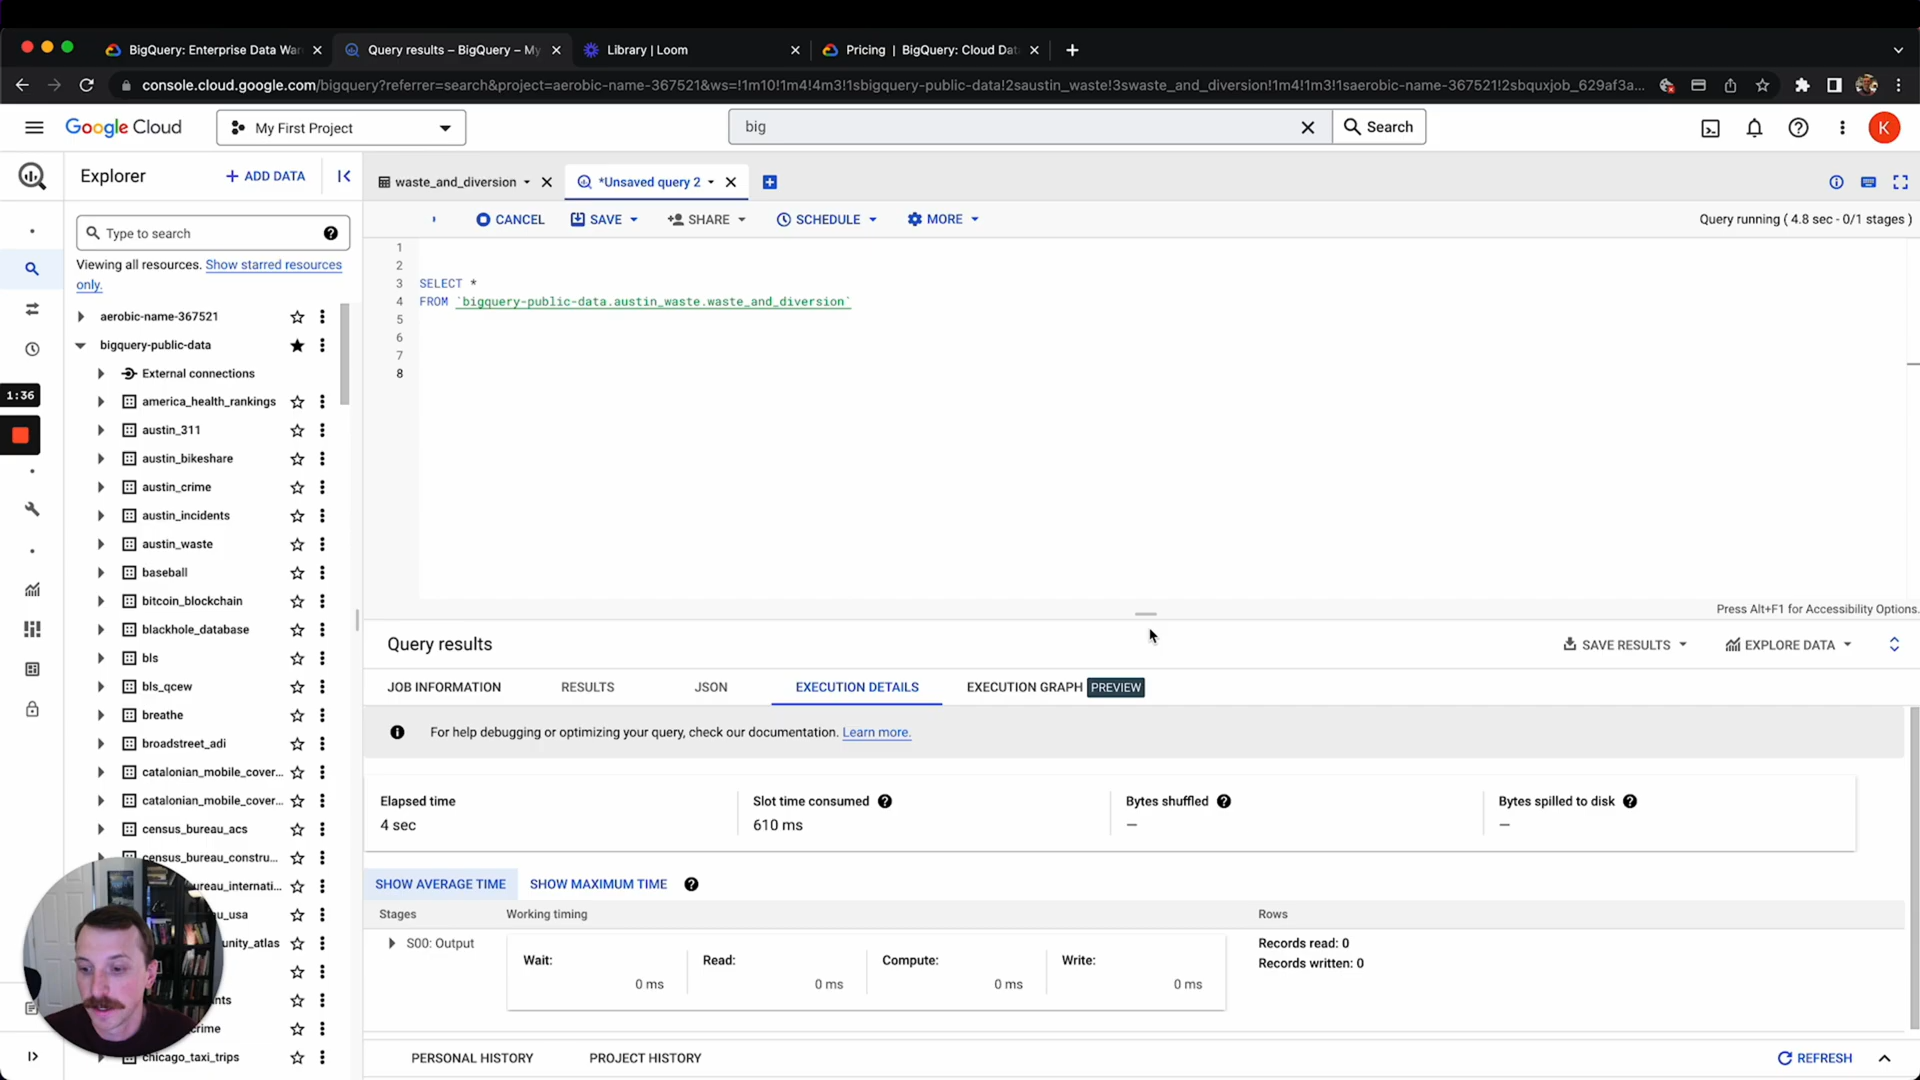 BigQuery: Enterprise Data War
Query results – BigQuery – My
Library | Loom
Pricing | BigQuery: Cloud Dat
console.cloud.google.com/bigquery?referrer=search&project=aerobic-name-367521&ws=!1m10!1m4!4m3!1sbigquery-public-data!2saustin_waste!3swaste_and_diversion!1m4!1m3!1saerobic-name-367521!2sbquxjob_629af3a...
Google Cloud
My First Project
big
Search
K
Explorer
+ ADD DATA
waste_and_diversion
*Unsaved query 2
CANCEL
SAVE
SHARE
SCHEDULE
MORE
Query running ( 4.8 sec - 0/1 stages )
Type to search
Viewing all resources. Show starred resources
only.
aerobic-name-367521
bigquery-public-data
External connections
america_health_rankings
austin_311
austin_bikeshare
austin_crime
austin_incidents
austin_waste
baseball
bitcoin_blockchain
blackhole_database
bls
bls_qcew
breathe
broadstreet_adi
catalonian_mobile_cover...
catalonian_mobile_cover...
census_bureau_acs
census_bureau_constru...
ureau_internati...
u_usa
unity_atlas
nts
crime
chicago_taxi_trips
1:36
1
2
3 SELECT *
4 FROM `bigquery-public-data.austin_waste.waste_and_diversion`
5
6
7
8
Press Alt+F1 for Accessibility Options.
Query results
SAVE RESULTS
EXPLORE DATA
JOB INFORMATION
RESULTS
JSON
EXECUTION DETAILS
EXECUTION GRAPH PREVIEW
For help debugging or optimizing your query, check our documentation. Learn more.
Elapsed time
4 sec
Slot time consumed
610 ms
Bytes shuffled
—
Bytes spilled to disk
—
SHOW AVERAGE TIME
SHOW MAXIMUM TIME
Stages
Working timing
Rows
S00: Output
Wait:
0 ms
Read:
0 ms
Compute:
0 ms
Write:
0 ms
Records read: 0
Records written: 0
PERSONAL HISTORY
PROJECT HISTORY
REFRESH